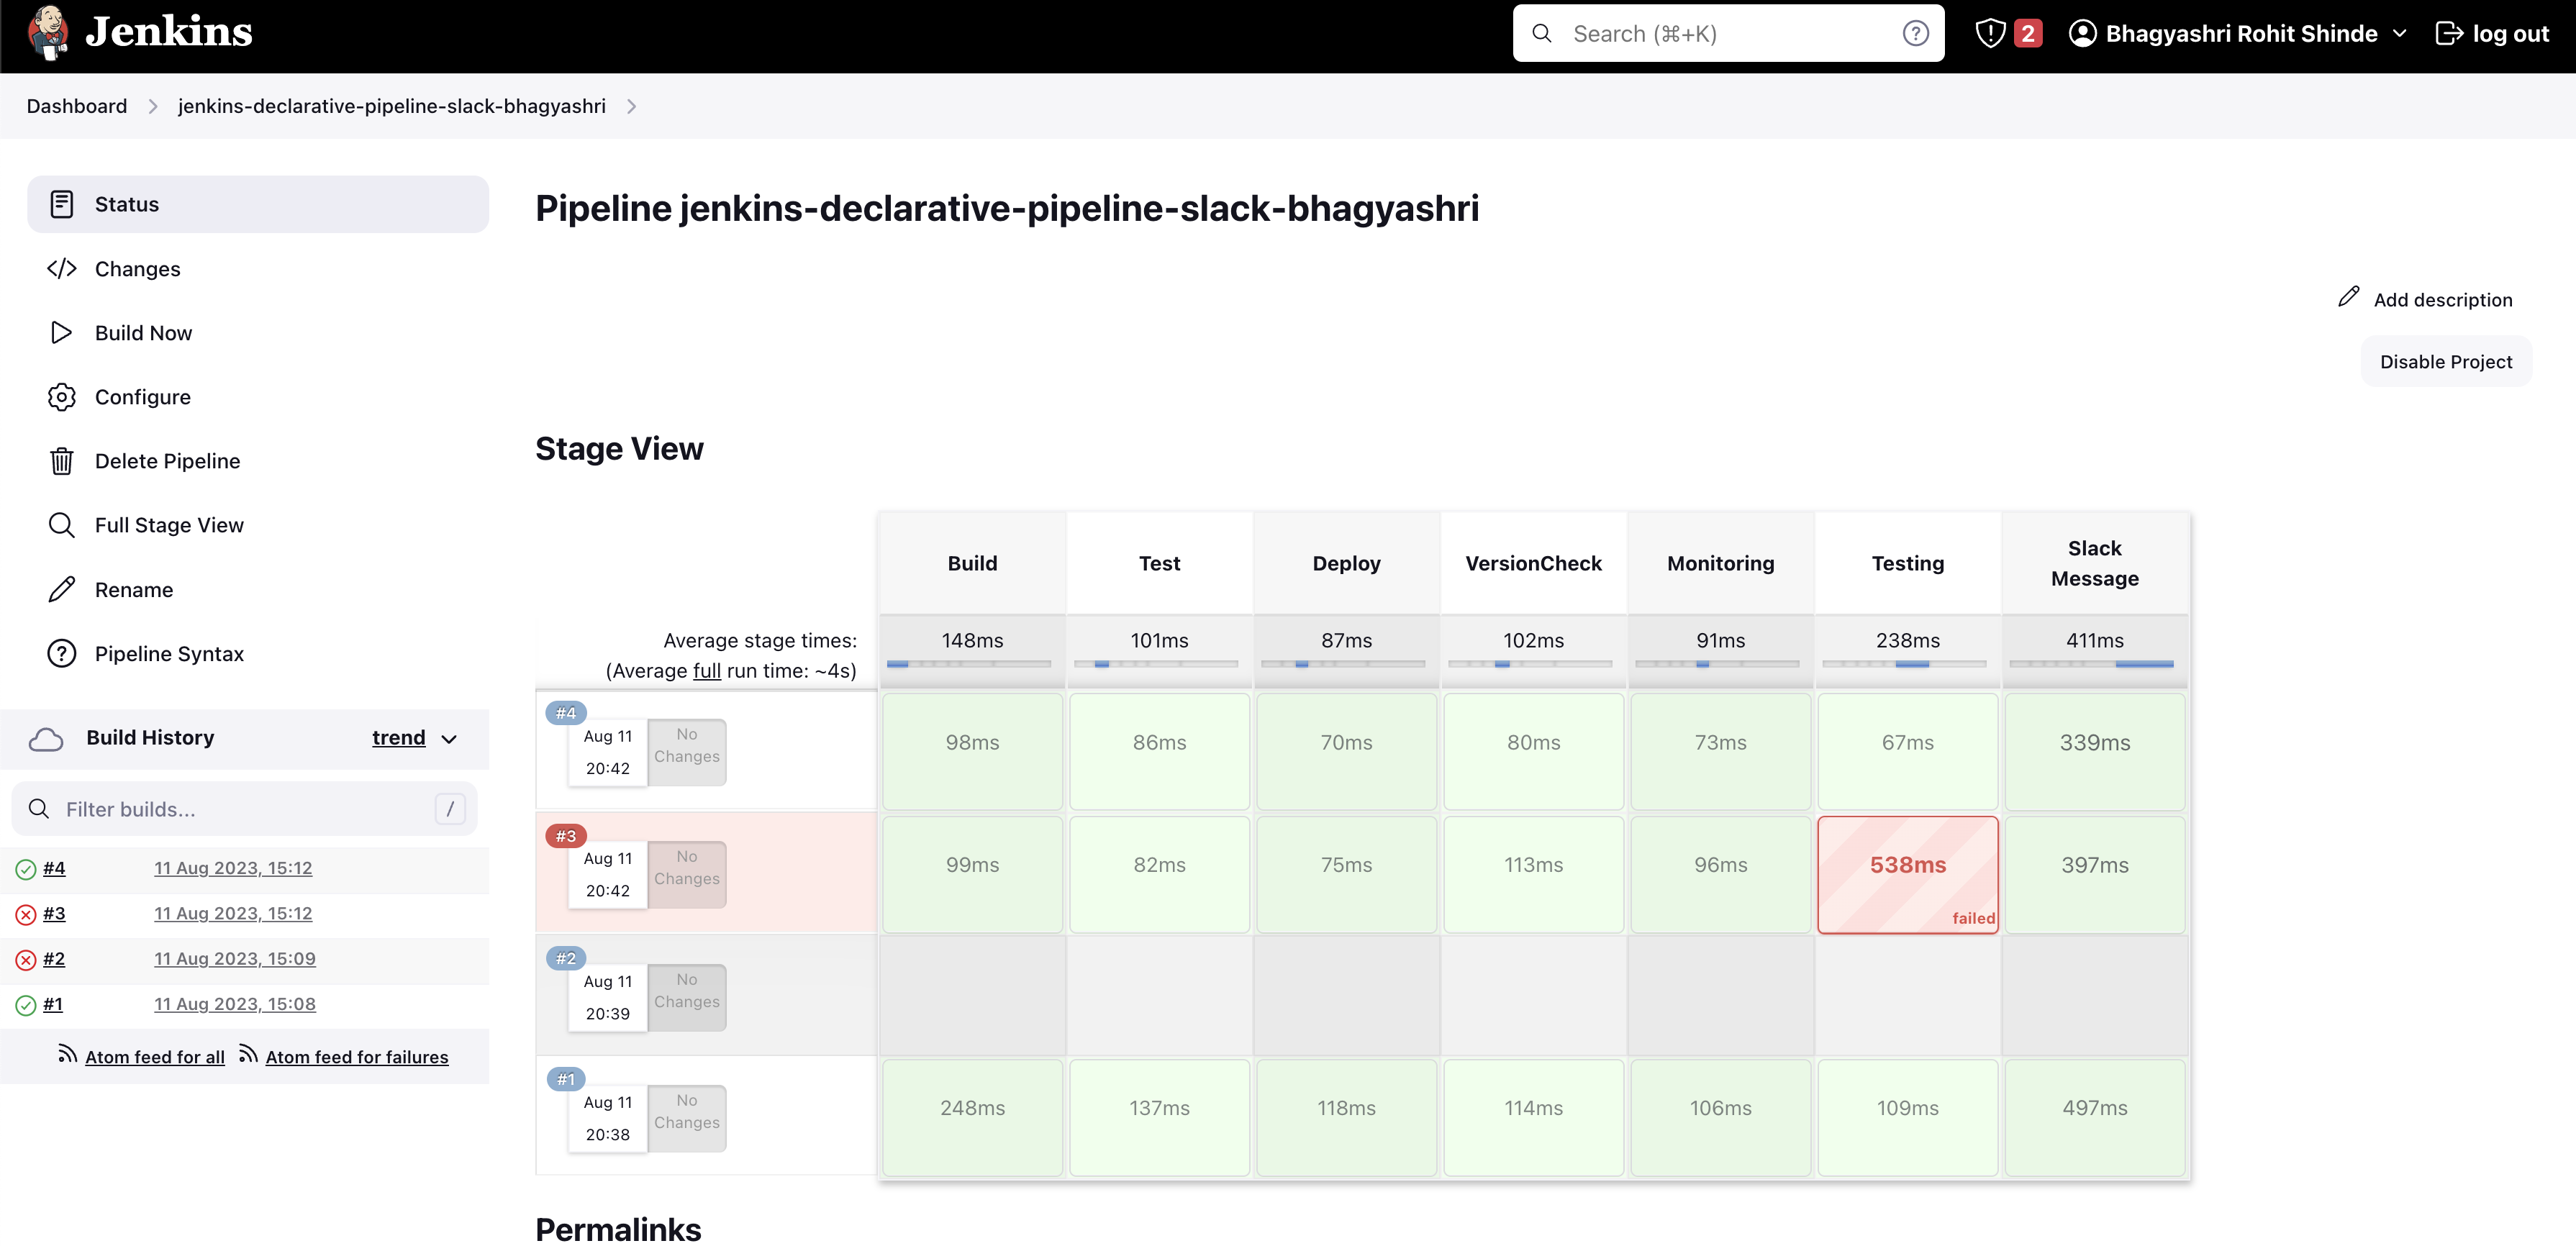 Jenkins
Search (⌘+K)
2
Bhagyashri Rohit Shinde
log out
Dashboard
jenkins-declarative-pipeline-slack-bhagyashri
Status
Changes
Build Now
Configure
Delete Pipeline
Full Stage View
Rename
Pipeline Syntax
Build History
trend
Filter builds...
/
#4 11 Aug 2023, 15:12
#3 11 Aug 2023, 15:12
#2 11 Aug 2023, 15:09
#1 11 Aug 2023, 15:08
Atom feed for all
Atom feed for failures
Pipeline jenkins-declarative-pipeline-slack-bhagyashri
Add description
Disable Project
Stage View
Build Test Deploy VersionCheck Monitoring Testing Slack
Message
Average stage times: 148ms 101ms 87ms 102ms 91ms 238ms 411ms
(Average full run time: ~4s)
#4
Aug 11
20:42
No
Changes
98ms 86ms 70ms 80ms 73ms 67ms 339ms
#3
Aug 11
20:42
No
Changes
99ms 82ms 75ms 113ms 96ms 538ms 397ms
failed
#2
Aug 11
20:39
No
Changes
#1
Aug 11
20:38
No
Changes
248ms 137ms 118ms 114ms 106ms 109ms 497ms
Permalinks